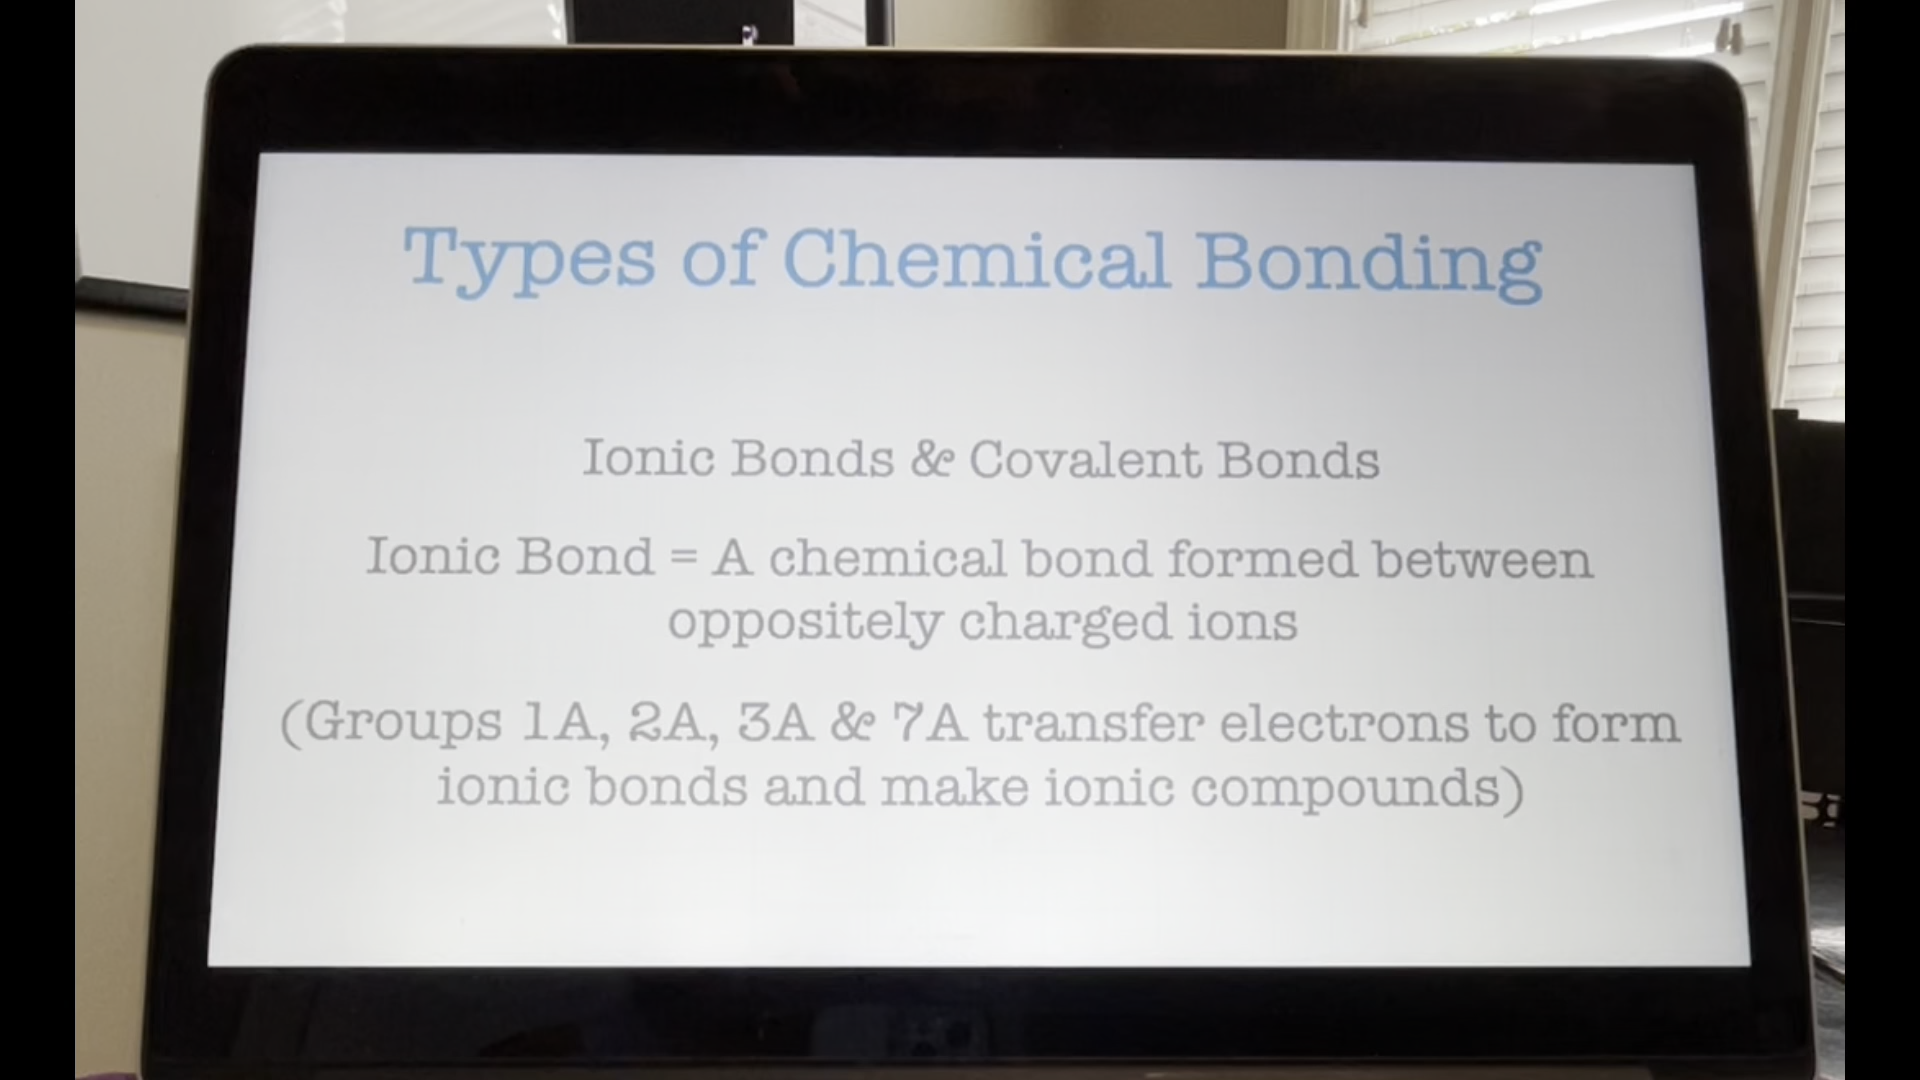 Types of Chemical Bonding
Ionic Bonds & Covalent Bonds
Ionic Bond = A chemical bond formed between
oppositely charged ions
(Groups 1A, 2A, 3A & 7A transfer electrons to form
ionic bonds and make ionic compounds)